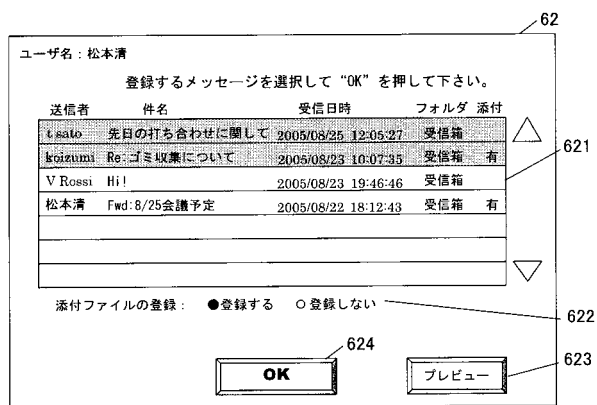 62
ユーザ名：松本清
登録するメッセージを選択して“OK”を押して下さい。
送信者 件名 受信日時 フォルダ 添付
t sato 先日の打ち合わせに関して 2005/08/25 12:05:27 受信箱
koizumi Re:ゴミ収集について 2005/08/23 10:07:35 受信箱 有
621
V Rossi Hi! 2005/08/23 19:46:46 受信箱
松本清 Fwd:8/25会議予定 2005/08/22 18:12:43 受信箱 有
添付ファイルの登録： ●登録する ○登録しない
622
624
OK
プレビュー
623